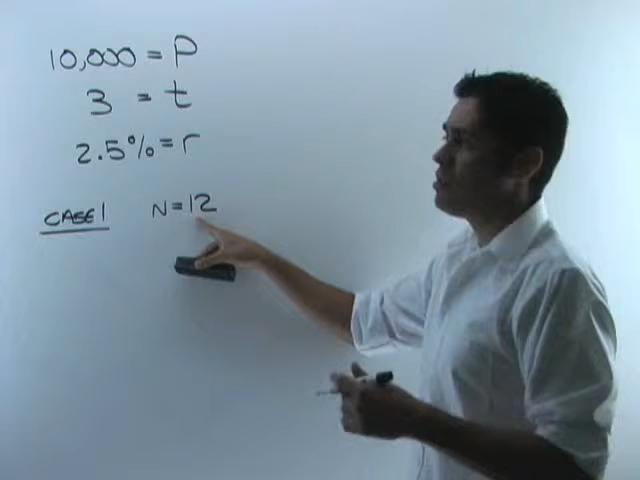 10,000 = P
3 = t
2.5% = r
CASE 1 N = 12